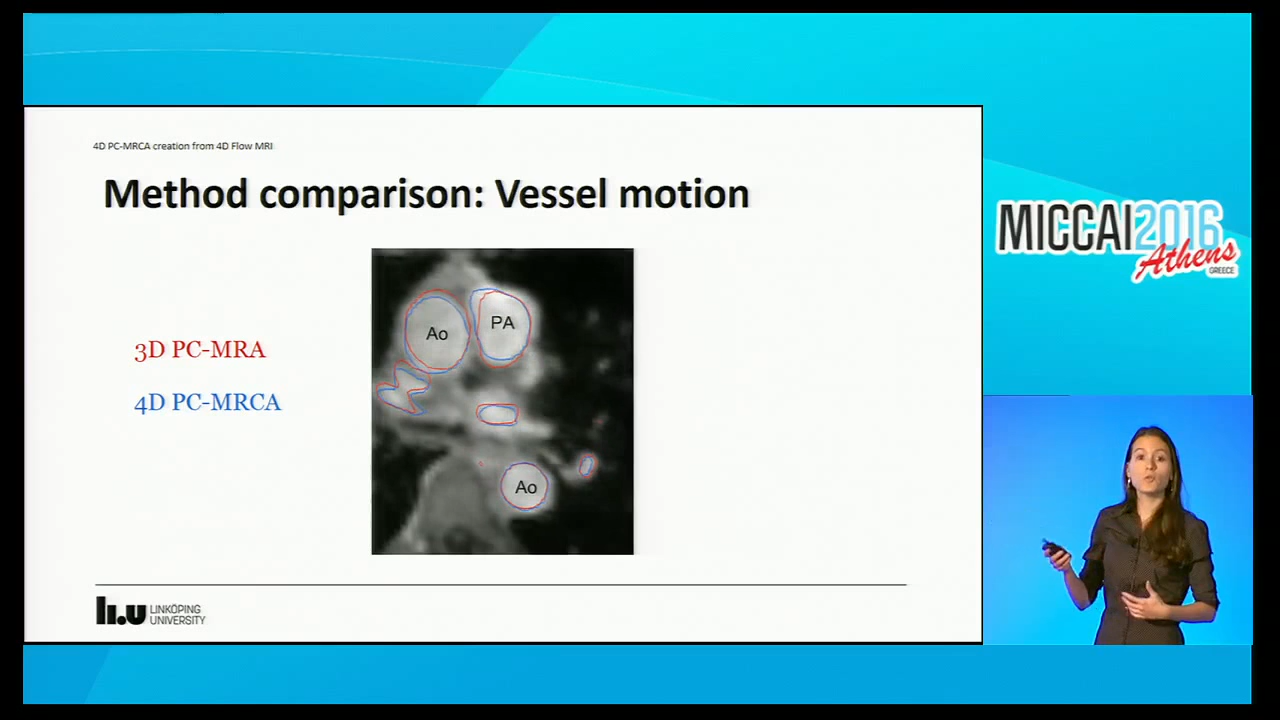 4D PC-MRCA creation from 4D Flow MRI
Method comparison: Vessel motion
3D PC-MRA
4D PC-MRCA
Ao
PA
Ao
li.u LINKÖPING
UNIVERSITY
MICCAI2016
Athens
GREECE